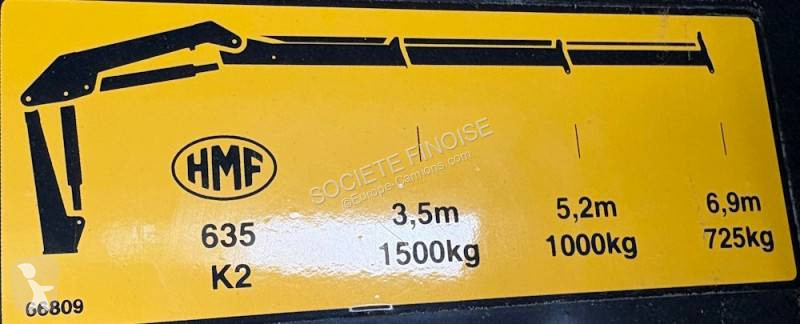 HMF
635
K2
3,5m
1500kg
5,2m
1000kg
6,9m
725kg
66809
SOCIETE FINOISE
©Europe-Camions.com